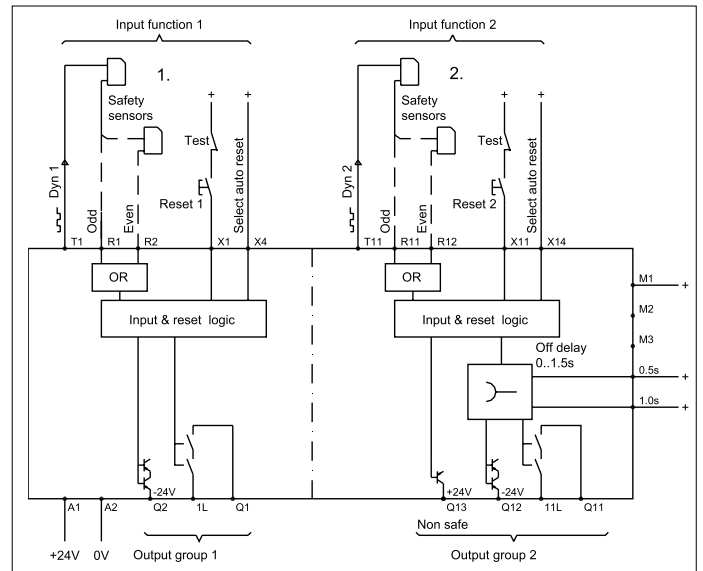 Input function 1
Input function 2
1.
2.
Safety
sensors
Safety
sensors
+
+
+
+
Test
Test
Dyn 1
Odd
Even
Reset 1
Select auto reset
Dyn 2
Odd
Even
Reset 2
Select auto reset
T1
R1
R2
X1
X4
T11
R11
R12
X11
X14
OR
OR
M1
+
M2
M3
Input & reset logic
Input & reset logic
Off delay
0..1.5s
0.5s
+
1.0s
+
-24V
+24V
-24V
A1
A2
Q2
1L
Q1
Q13
Q12
11L
Q11
Non safe
+24V
0V
Output group 1
Output group 2